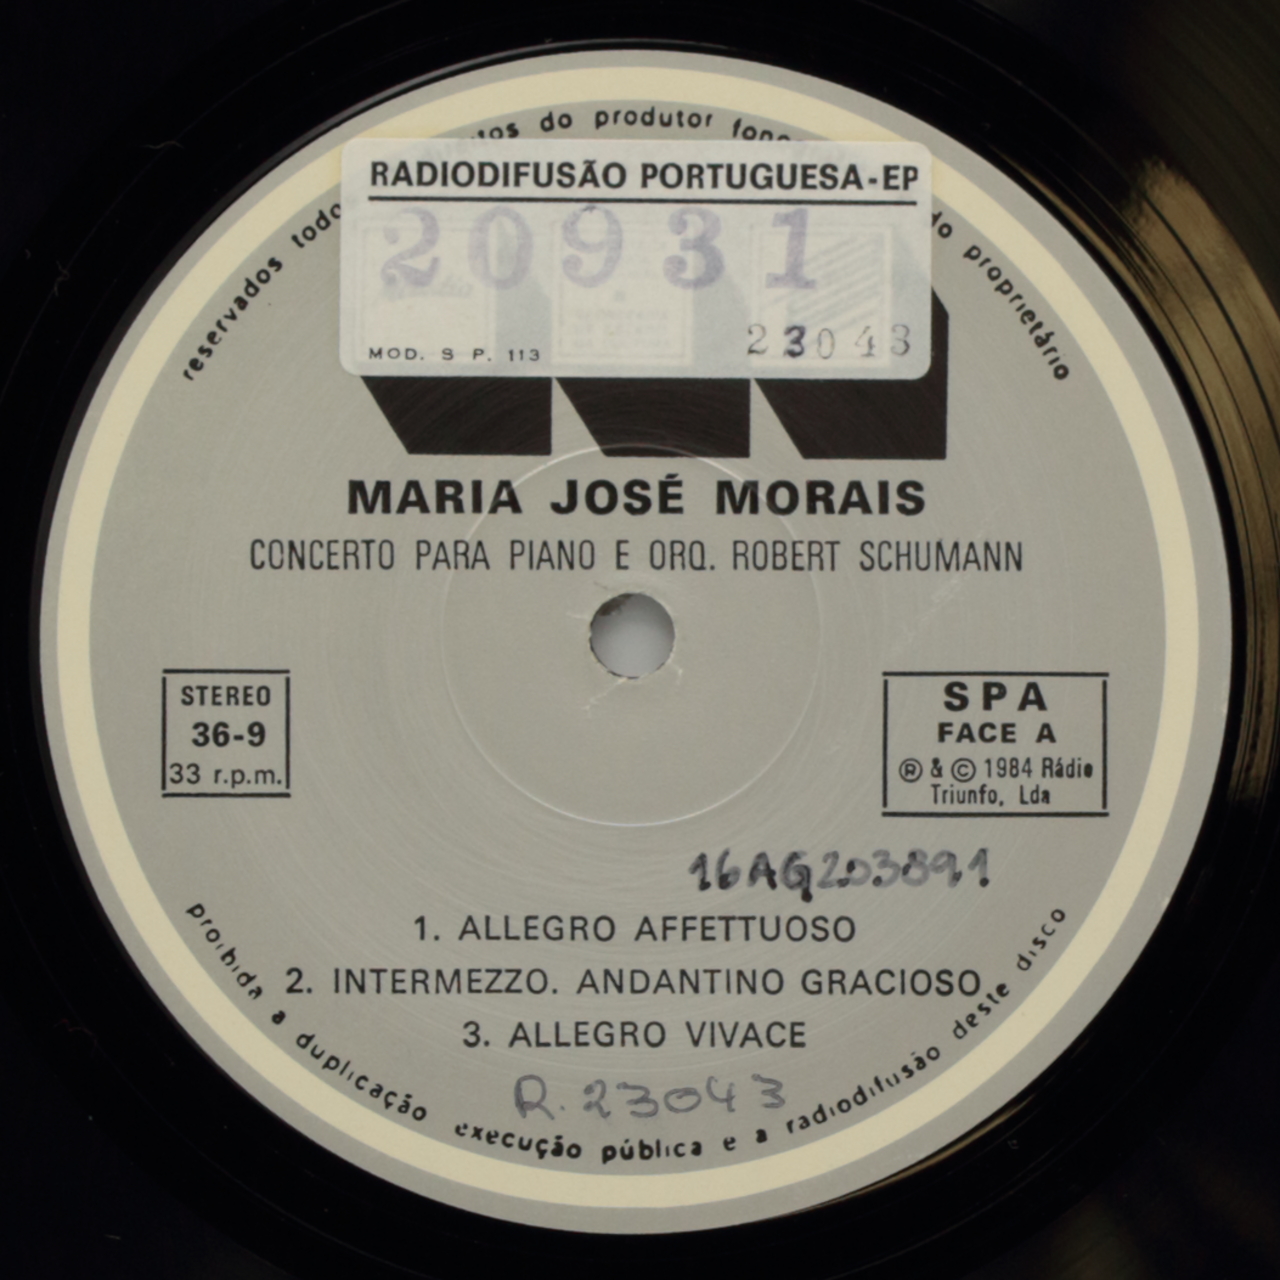 reservados todo
do produtor
do proprietário
RADIODIFUSÃO PORTUGUESA-EP
20931
MOD. S P. 113
23043
MARIA JOSÉ MORAIS
CONCERTO PARA PIANO E ORQ. ROBERT SCHUMANN
STEREO
36-9
33 r.p.m.
SPA
FACE A
Ⓡ & © 1984 Rádio
Triunfo, Lda
16AG203891
1. ALLEGRO AFFETTUOSO
2. INTERMEZZO. ANDANTINO GRACIOSO
3. ALLEGRO VIVACE
R. 23043
proibida a duplicação execução pública e a radiodifusão deste disco